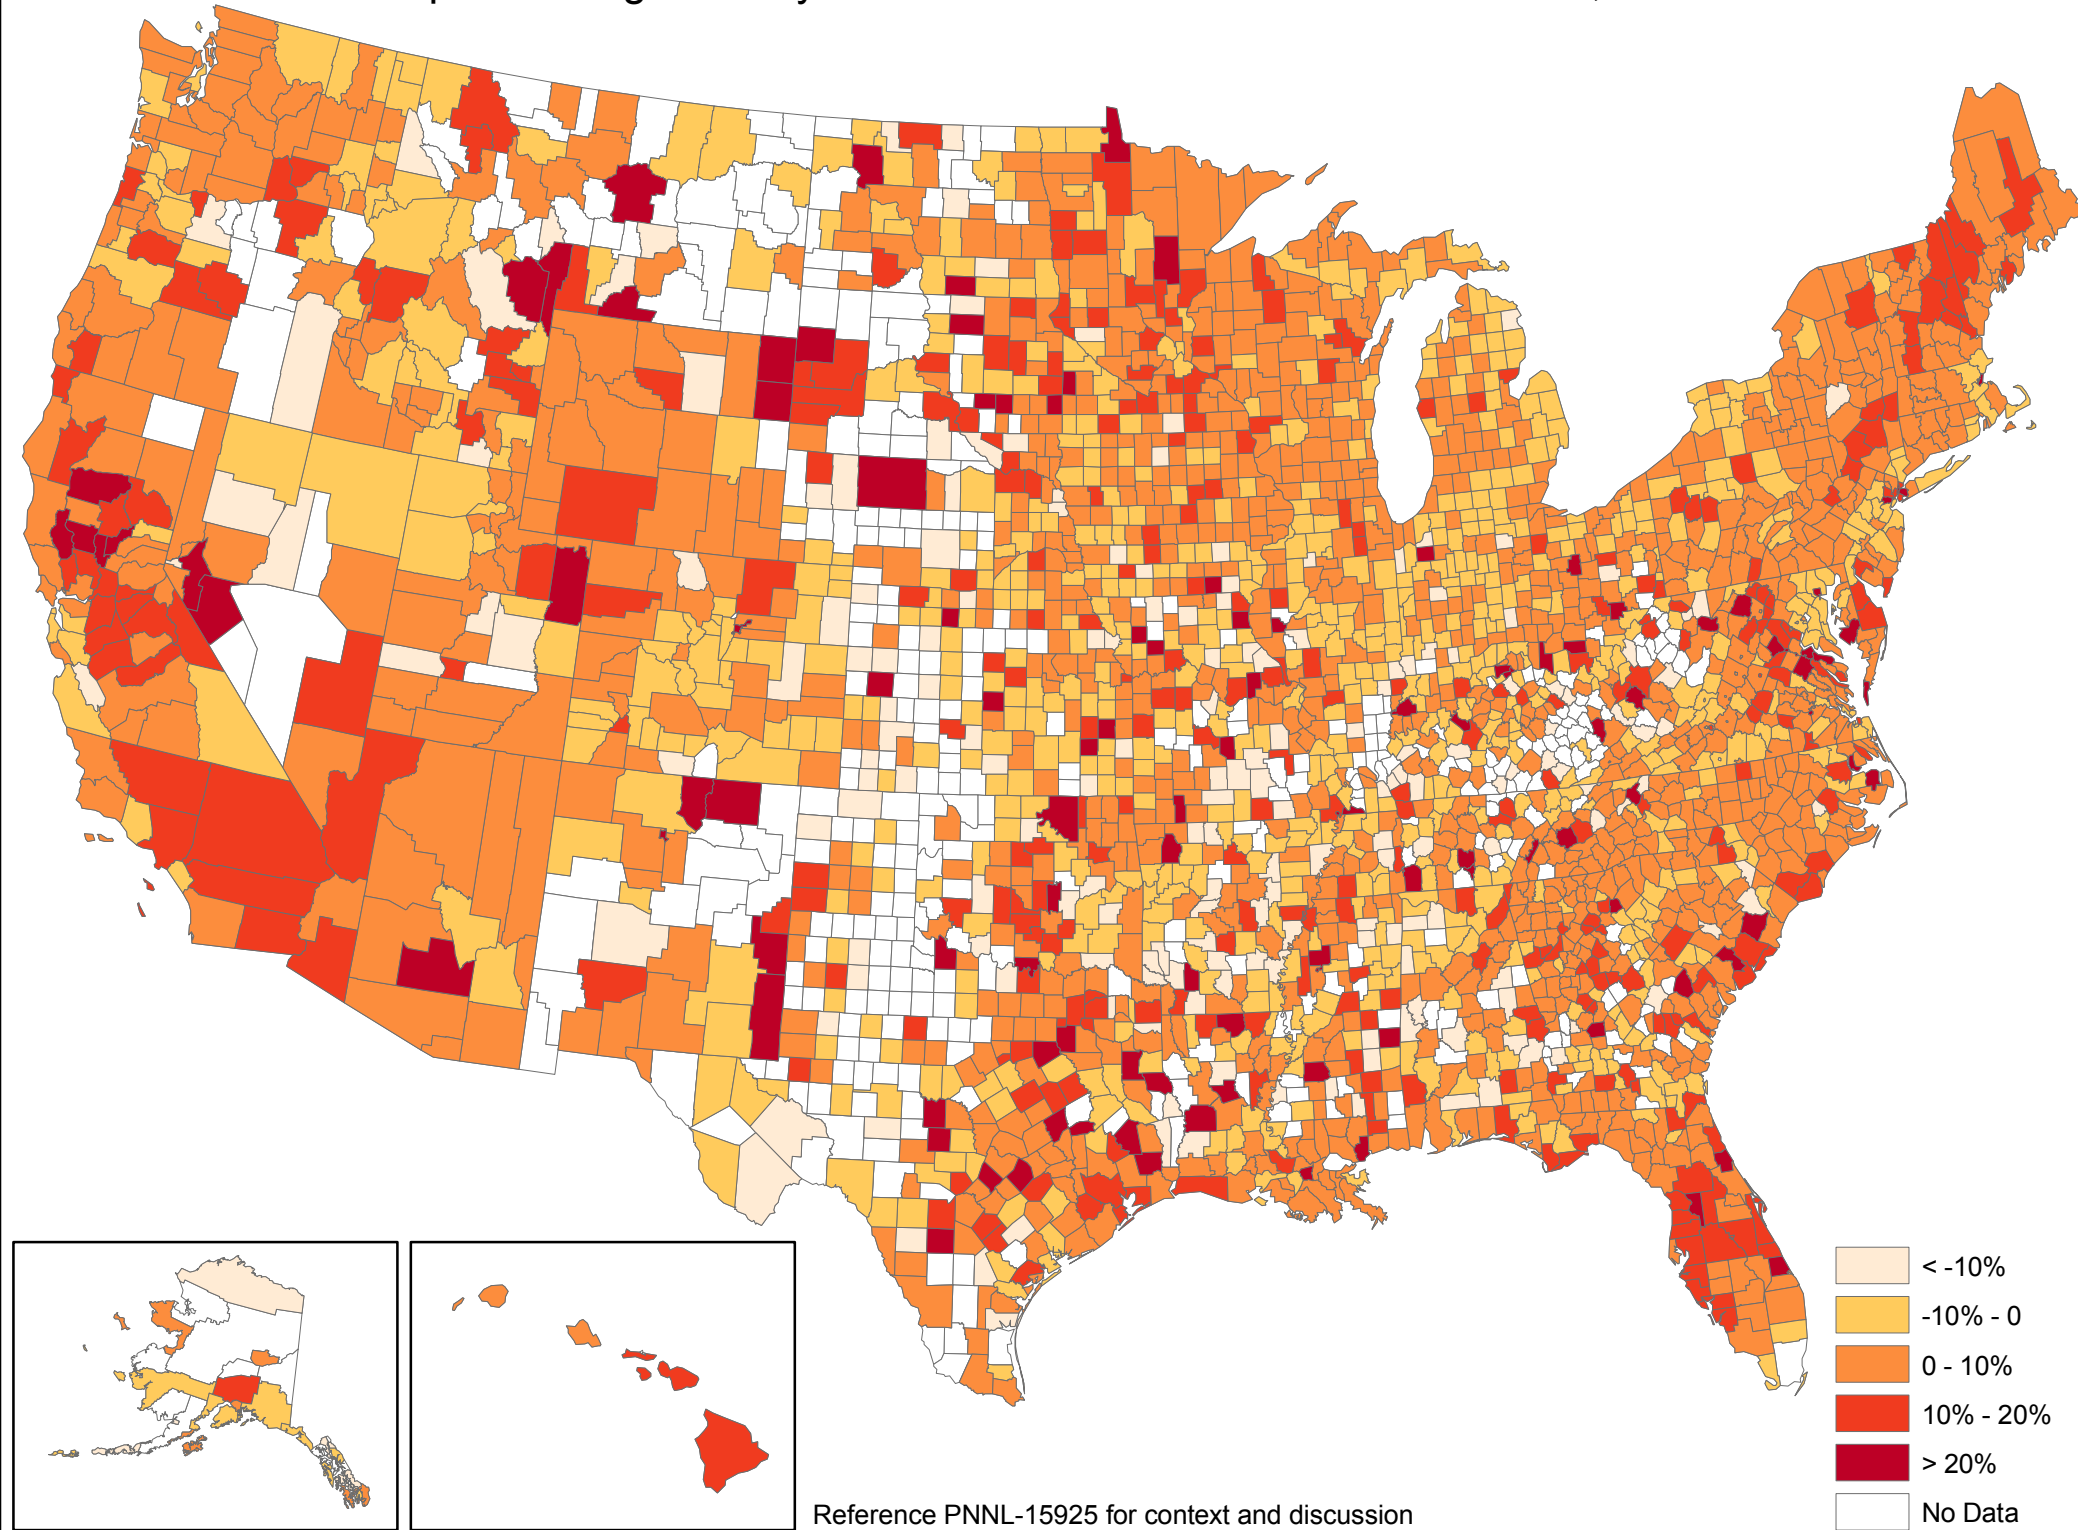 < -10%
-10% - 0
0 - 10%
10% - 20%
> 20%
No Data
Reference PNNL-15925 for context and discussion